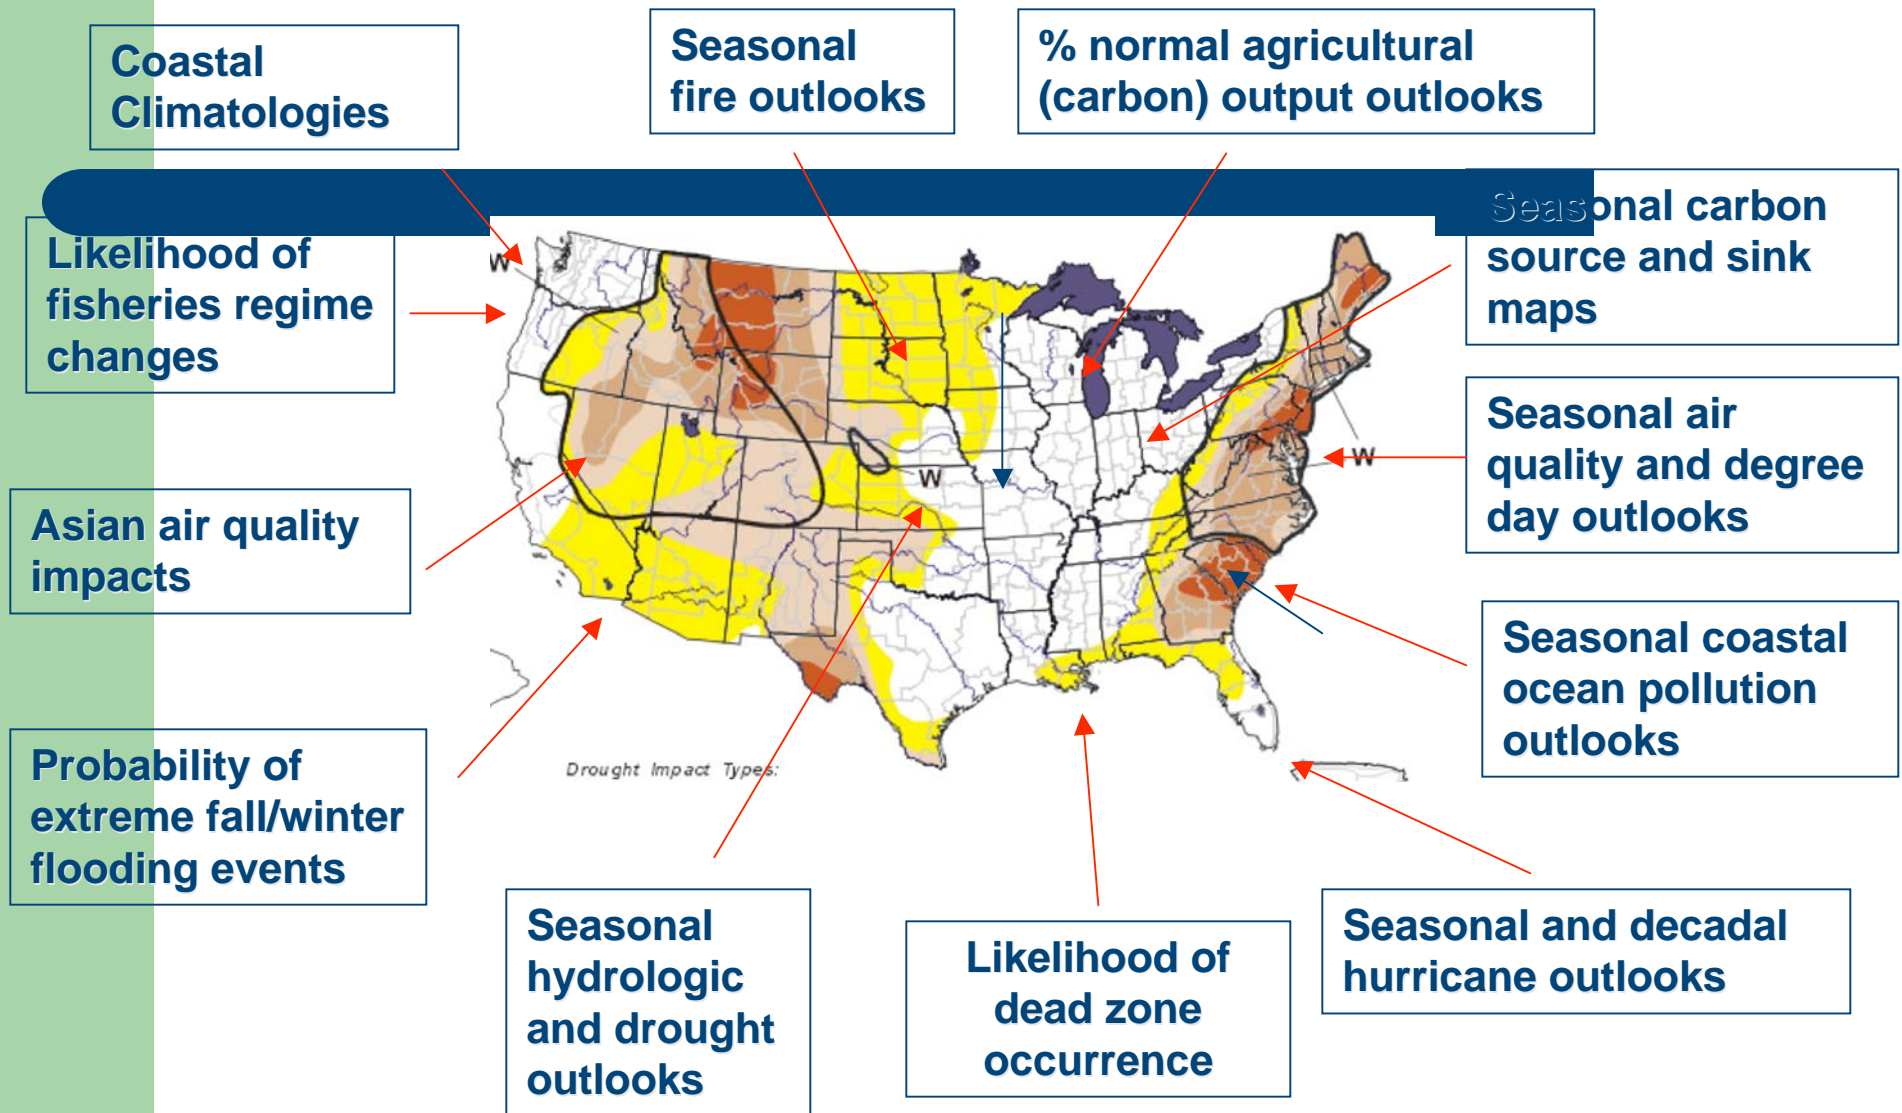 Coastal
Climatologies
Seasonal
fire outlooks
% normal agricultural
(carbon) output outlooks
Seasonal carbon
source and sink
maps
Likelihood of
fisheries regime
changes
W
Seasonal air
quality and degree
day outlooks
W
W
Asian air quality
impacts
Seasonal coastal
ocean pollution
outlooks
Probability of
extreme fall/winter
flooding events
Drought Impact Types:
Seasonal
hydrologic
and drought
outlooks
Likelihood of
dead zone
occurrence
Seasonal and decadal
hurricane outlooks